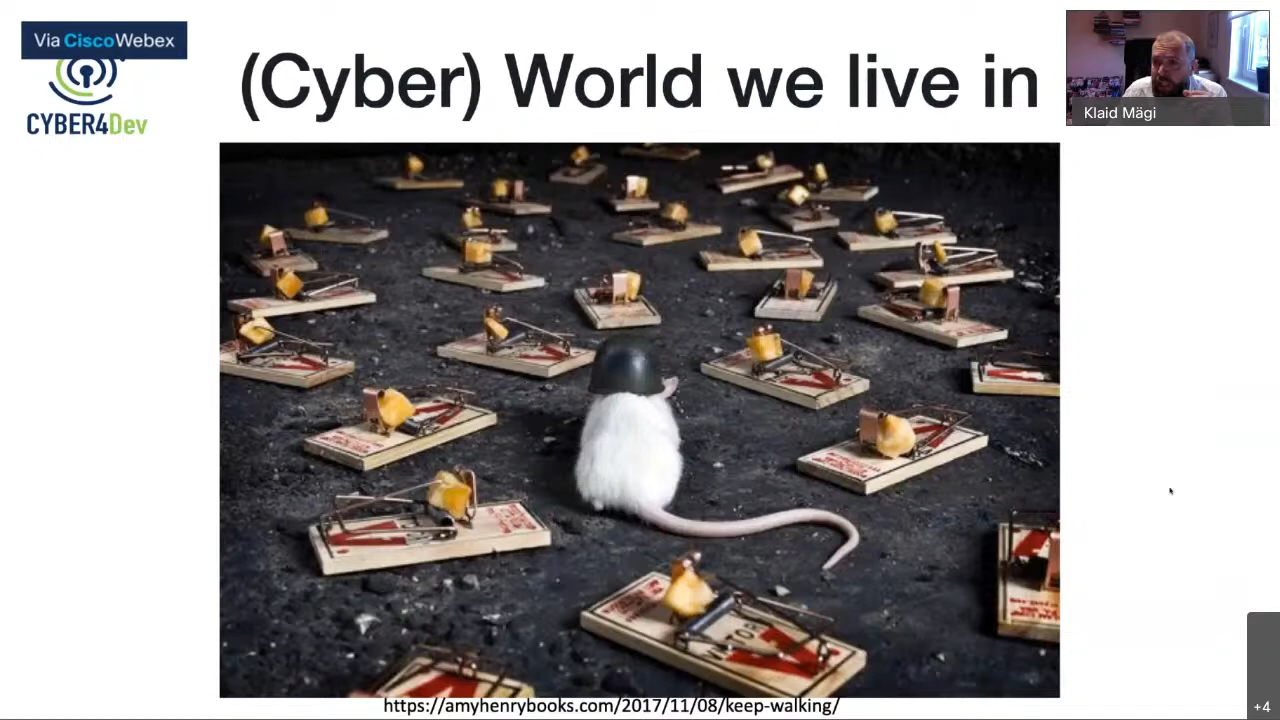 Via CiscoWebex
CYBER4Dev
(Cyber) World we live in
Klaid Mägi
VICTOR
https://amyhenrybooks.com/2017/11/08/keep-walking/
+4